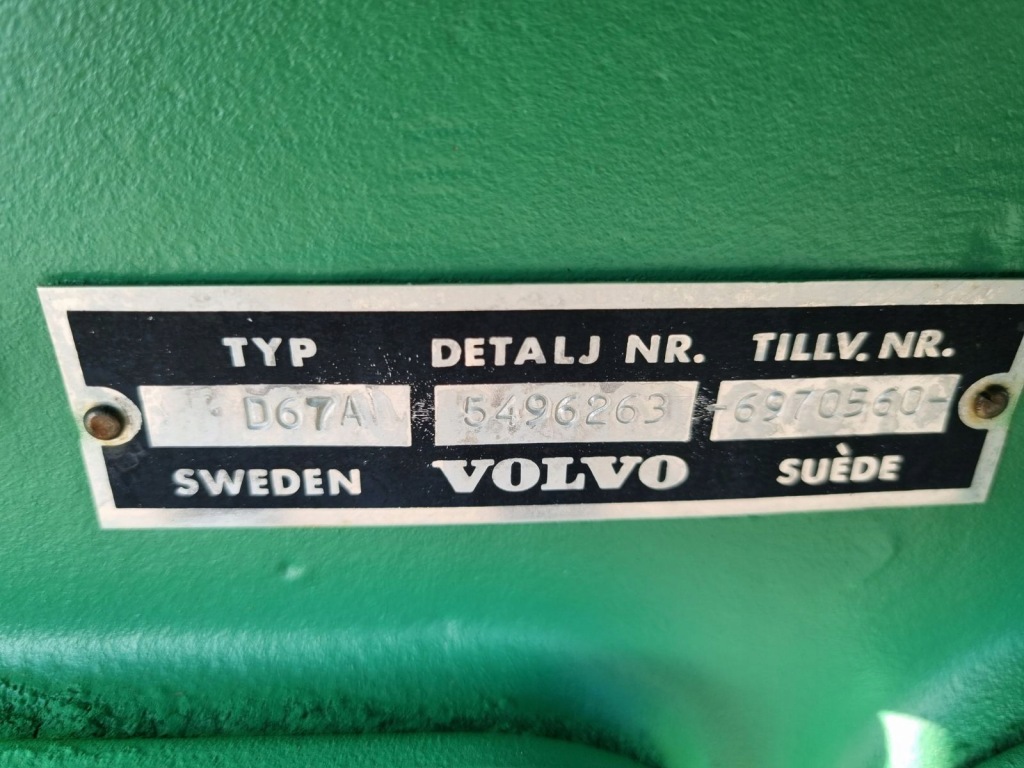 TYP DETALJ NR. TILLV. NR.
D67A 5496263 -6970560-
SWEDEN VOLVO SUÈDE